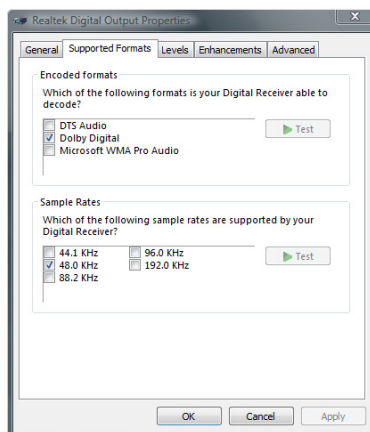 Realtek Digital Output Properties
General Supported Formats Levels Enhancements Advanced
Encoded formats
Which of the following formats is your Digital Receiver able to
decode?
DTS Audio
Dolby Digital
Microsoft WMA Pro Audio
Test
Sample Rates
Which of the following sample rates are supported by your
Digital Receiver?
44.1 KHz 96.0 KHz
48.0 KHz 192.0 KHz
88.2 KHz
Test
OK Cancel Apply